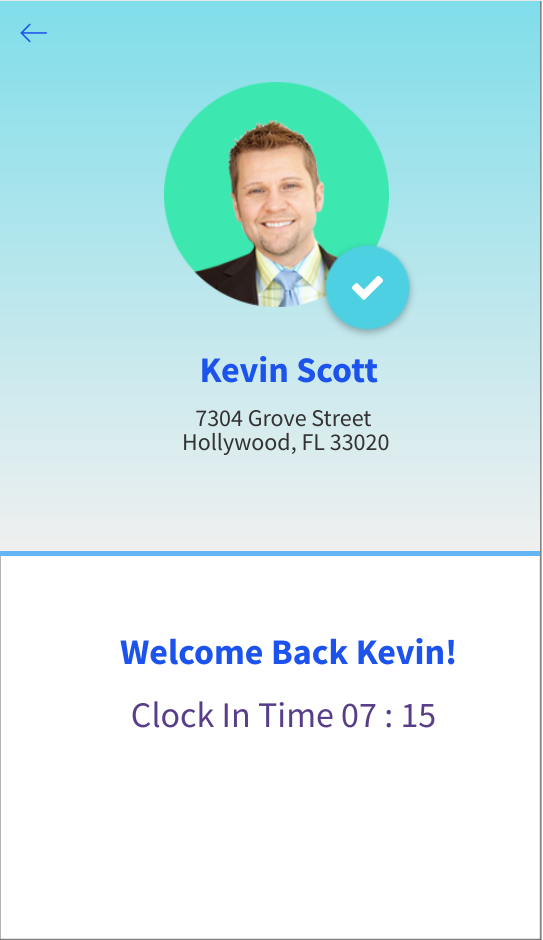 Kevin Scott
7304 Grove Street
Hollywood, FL 33020
Welcome Back Kevin!
Clock In Time 07 : 15